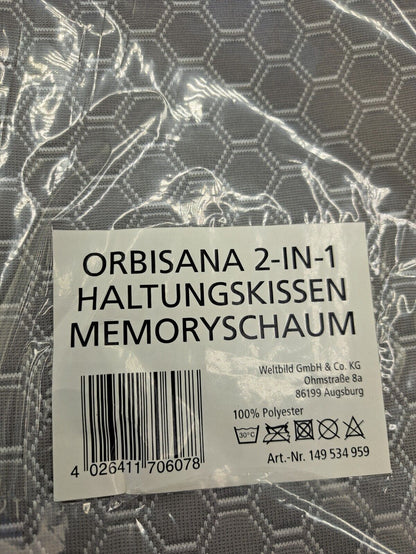 ORBISANA 2-IN-1
HALTUNGSKISSEN
MEMORYSCHAUM
Weltbild GmbH & Co. KG
Ohmstraße 8a
86199 Augsburg
100% Polyester
30°C
Art.-Nr. 149 534 959
4 026411 706078